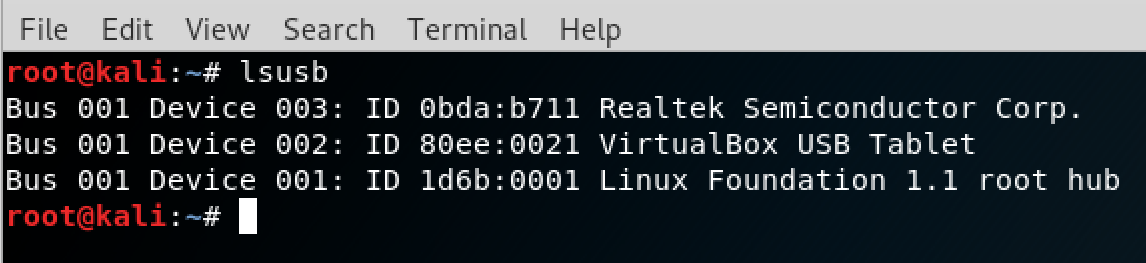 File Edit View Search Terminal Help
root@kali:~# lsusb
Bus 001 Device 003: ID 0bda:b711 Realtek Semiconductor Corp.
Bus 001 Device 002: ID 80ee:0021 VirtualBox USB Tablet
Bus 001 Device 001: ID 1d6b:0001 Linux Foundation 1.1 root hub
root@kali:~#